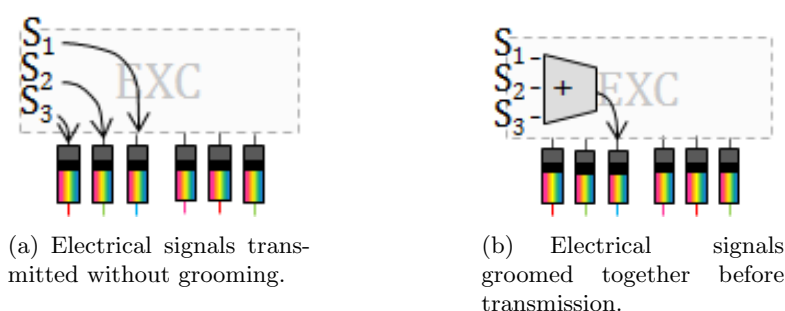 S1
S2
S3
EXC
S1
S2
S3
+
EXC
(a) Electrical signals trans-
mitted without grooming.
(b) Electrical signals
groomed together before
transmission.